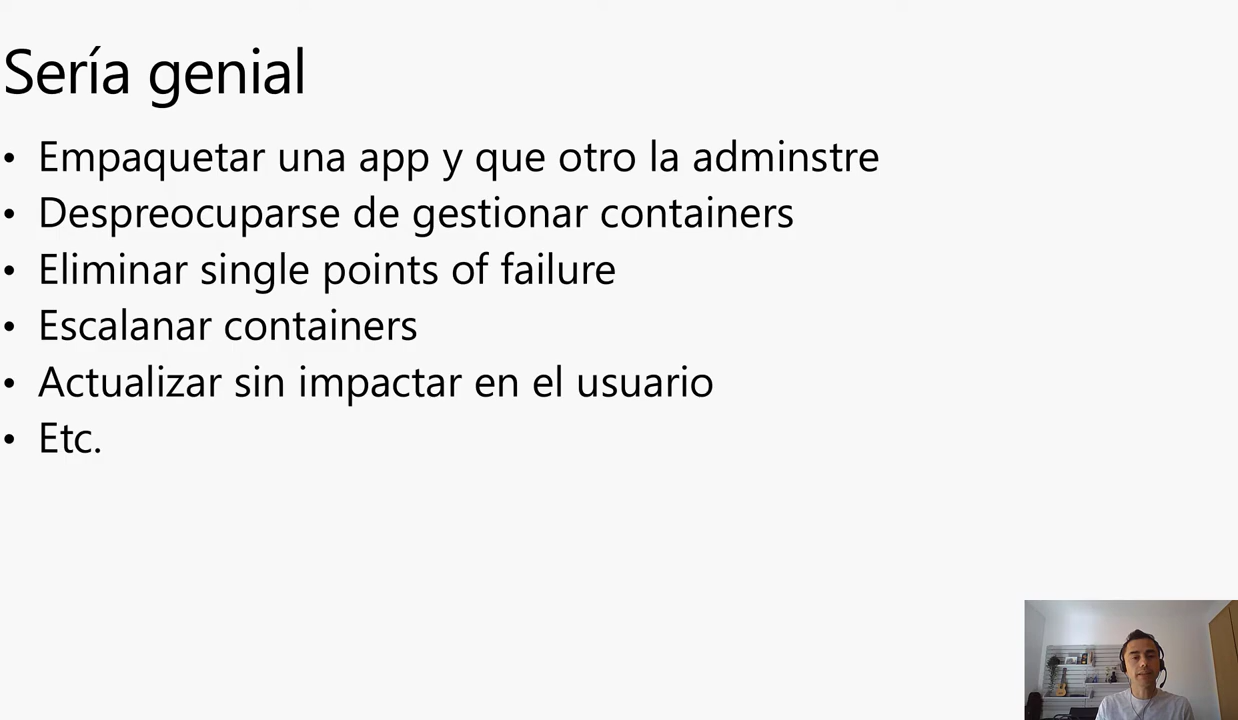 Sería genial
• Empaquetar una app y que otro la adminstre
• Despreocuparse de gestionar containers
• Eliminar single points of failure
• Escalanar containers
• Actualizar sin impactar en el usuario
• Etc.